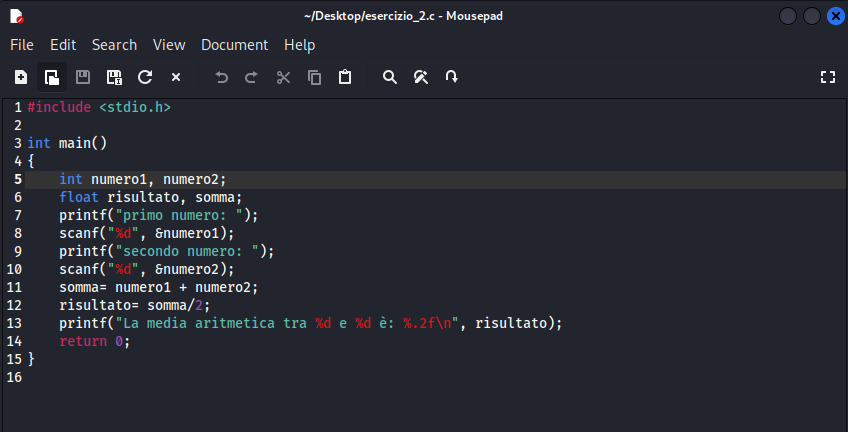 ~/Desktop/esercizio_2.c - Mousepad
File Edit Search View Document Help
1 #include <stdio.h>
2
3 int main()
4 {
5     int numero1, numero2;
6     float risultato, somma;
7     printf("primo numero: ");
8     scanf("%d", &numero1);
9     printf("secondo numero: ");
10     scanf("%d", &numero2);
11     somma= numero1 + numero2;
12     risultato= somma/2;
13     printf("La media aritmetica tra %d e %d è: %.2f\n", risultato);
14     return 0;
15 }
16